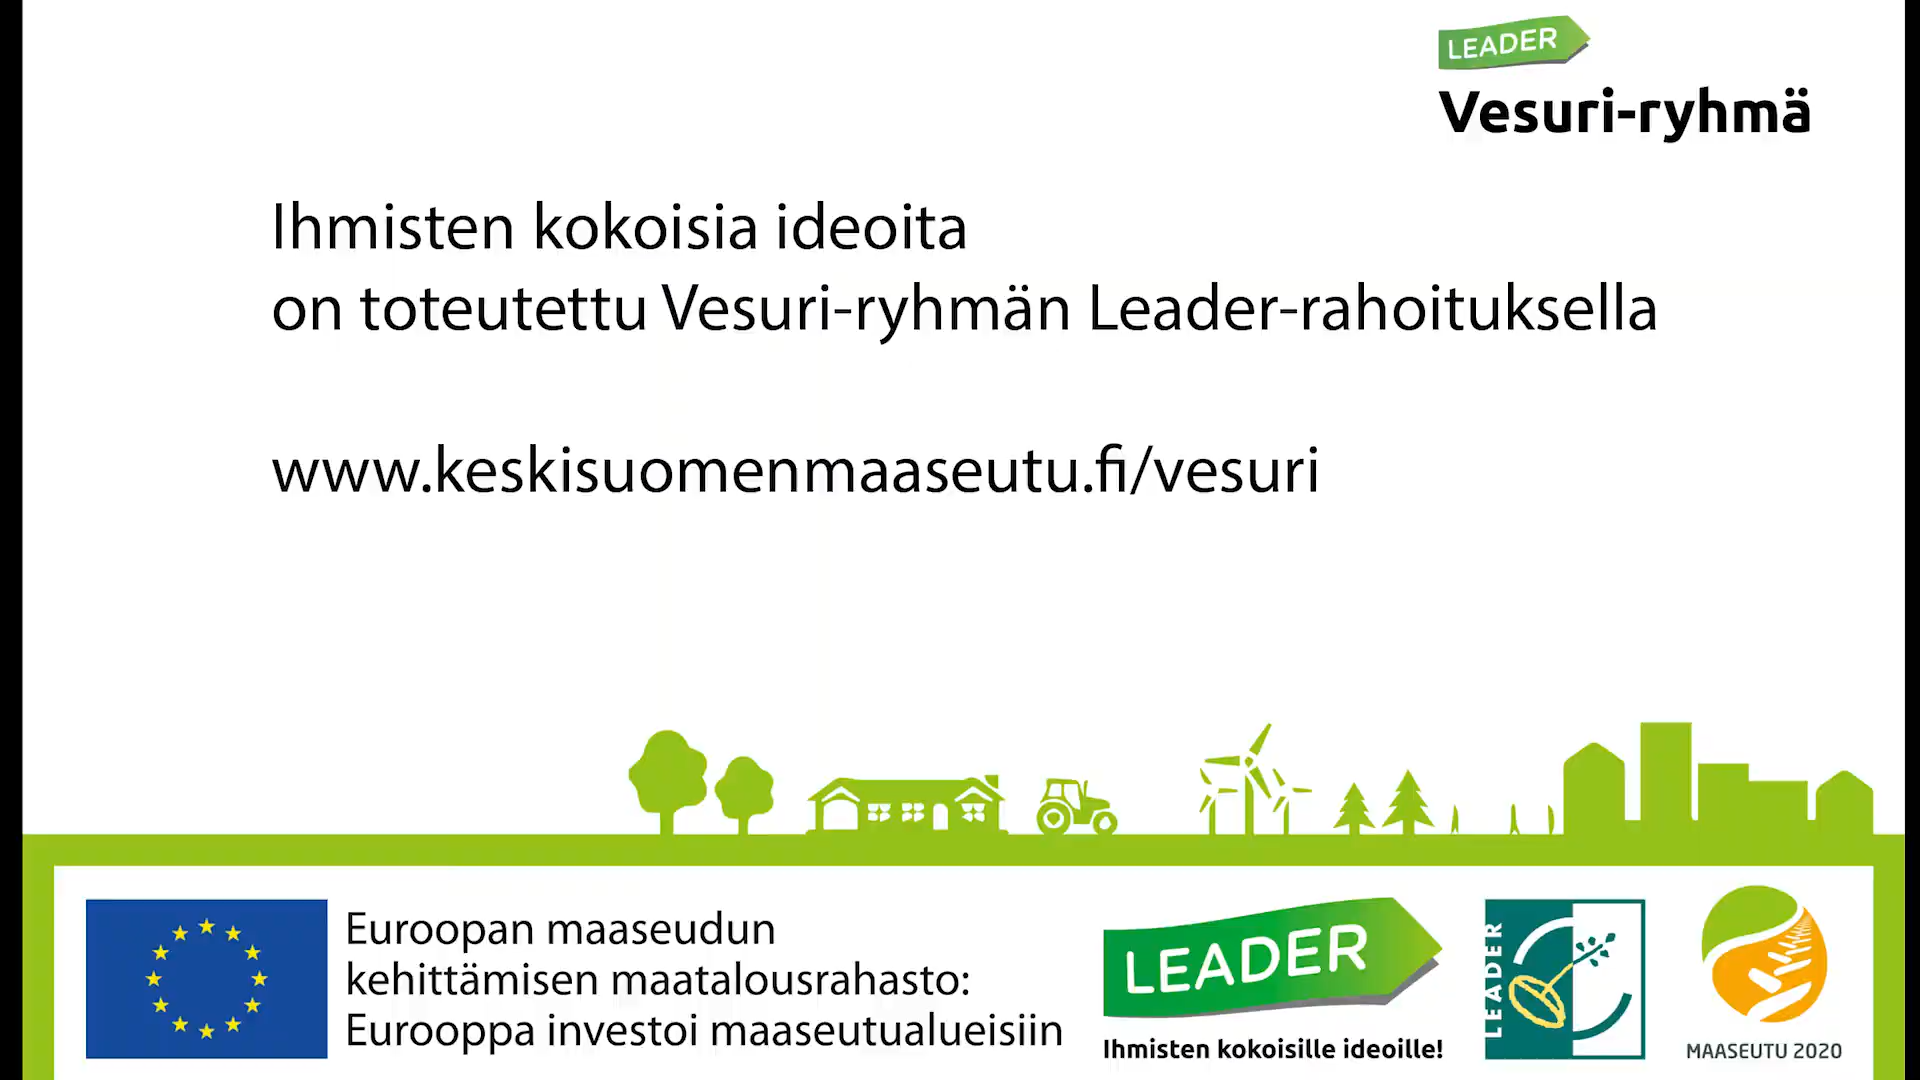 LEADER
Vesuri-ryhmä
Ihmisten kokoisia ideoita
on toteutettu Vesuri-ryhmän Leader-rahoituksella
www.keskisuomenmaaseutu.fi/vesuri
Euroopan maaseudun
kehittämisen maatalousrahasto:
Eurooppa investoi maaseutualueisiin
LEADER
Ihmisten kokoisille ideoille!
LEADER
MAASEUTU 2020